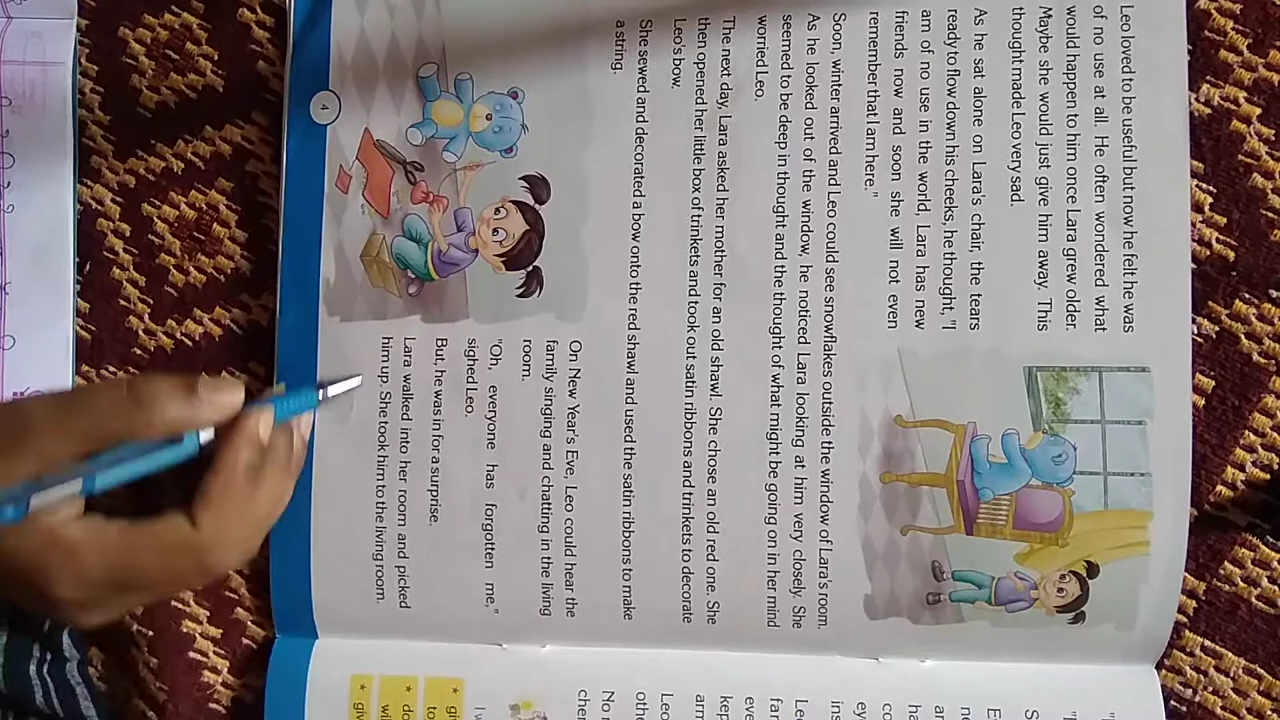 Leo loved to be useful but now he felt he was
of no use at all. He often wondered what
would happen to him once Lara grew older.
Maybe she would just give him away. This
thought made Leo very sad.
As he sat alone on Lara's chair, the tears
ready to flow down his cheeks, he thought, "I
am of no use in the world, Lara has new
friends now and soon she will not even
remember that I am here."
Soon, winter arrived and Leo could see snowflakes outside the window of Lara's room.
As he looked out of the window, he noticed Lara looking at him very closely. She
seemed to be deep in thought and the thought of what might be going on in her mind
worried Leo.
The next day, Lara asked her mother for an old shawl. She chose an old red one. She
then opened her little box of trinkets and took out satin ribbons and trinkets to decorate
Leo's bow.
She sewed and decorated a bow onto the red shawl and used the satin ribbons to make
a string.
On New Year's Eve, Leo could hear the
family singing and chatting in the living
room.
"Oh, everyone has forgotten me,"
sighed Leo.
But, he was in for a surprise.
Lara walked into her room and picked
him up. She took him to the living room.
4